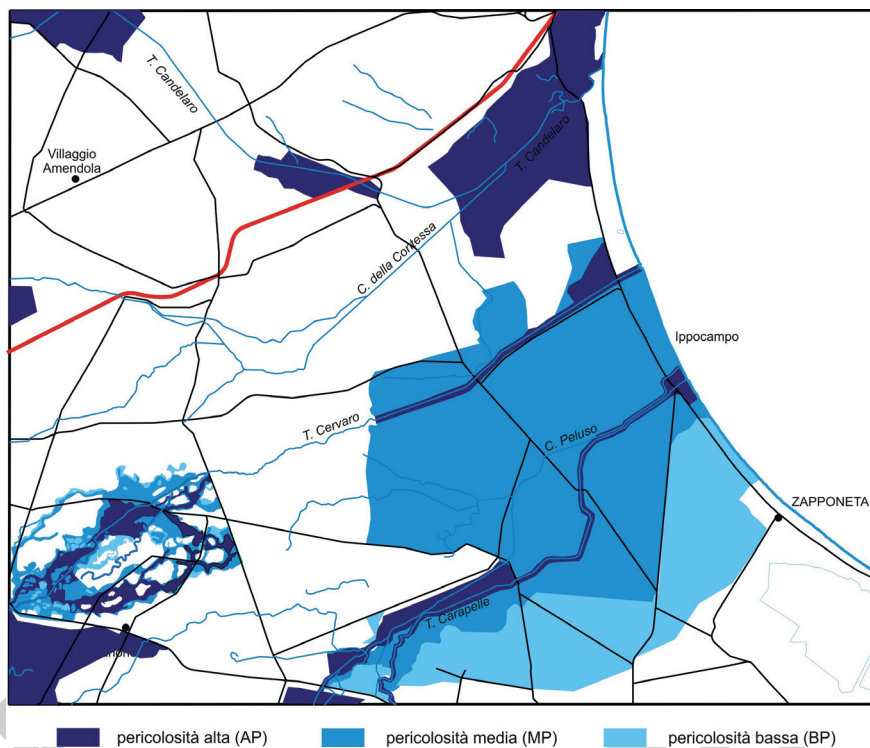 T. Candelaro
Villaggio
Amendola
T. Candelaro
C. della Contessa
Ippocampo
T. Cervaro
C. Peluso
ZAPPONETA
T. Carapelle
pericolosità alta (AP)
pericolosità media (MP)
pericolosità bassa (BP)